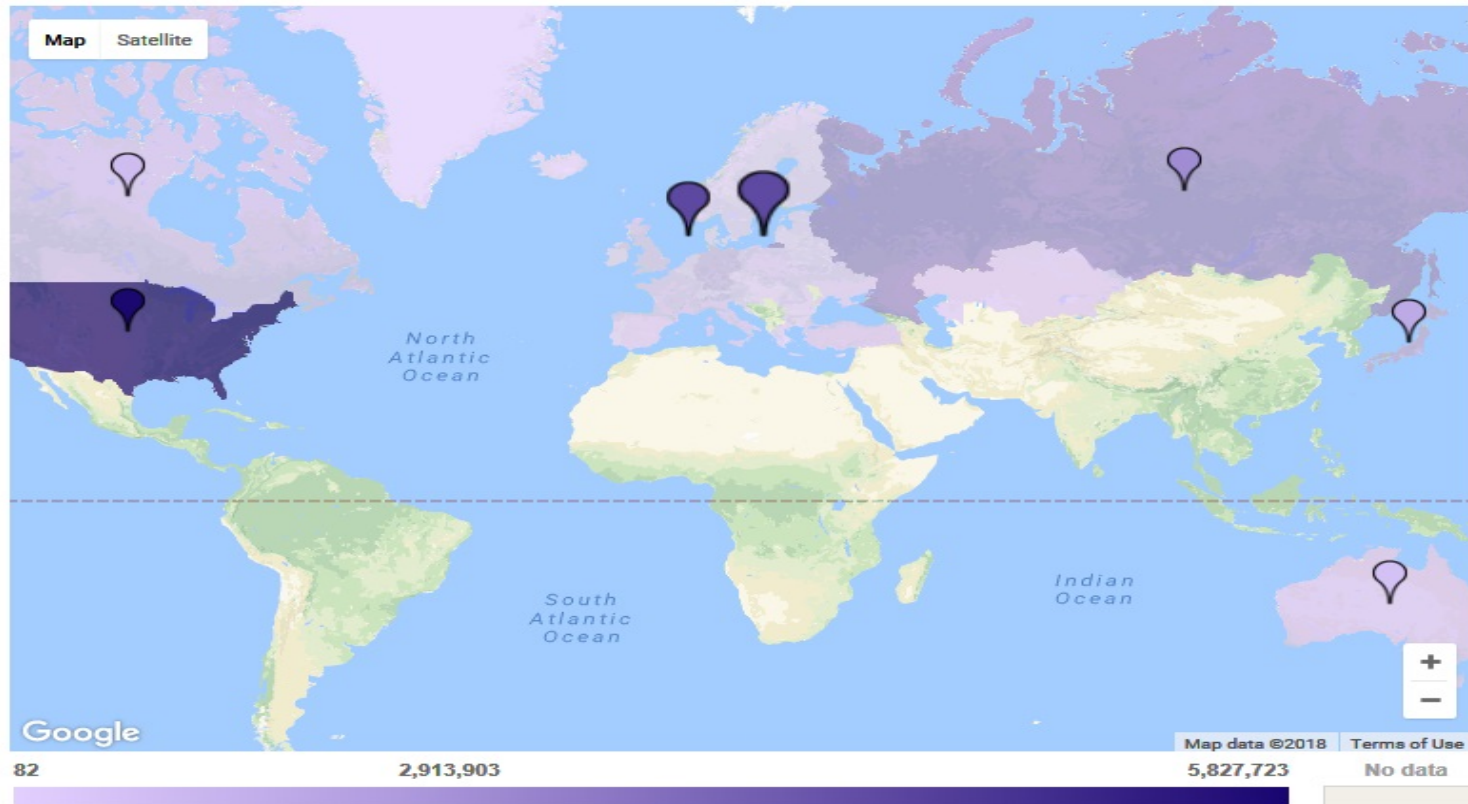 Map Satellite
North
Atlantic
Ocean
South
Atlantic
Ocean
Indian
Ocean
+
−
Google
Map data ©2018 Terms of Use
82 2,913,903 5,827,723 No data